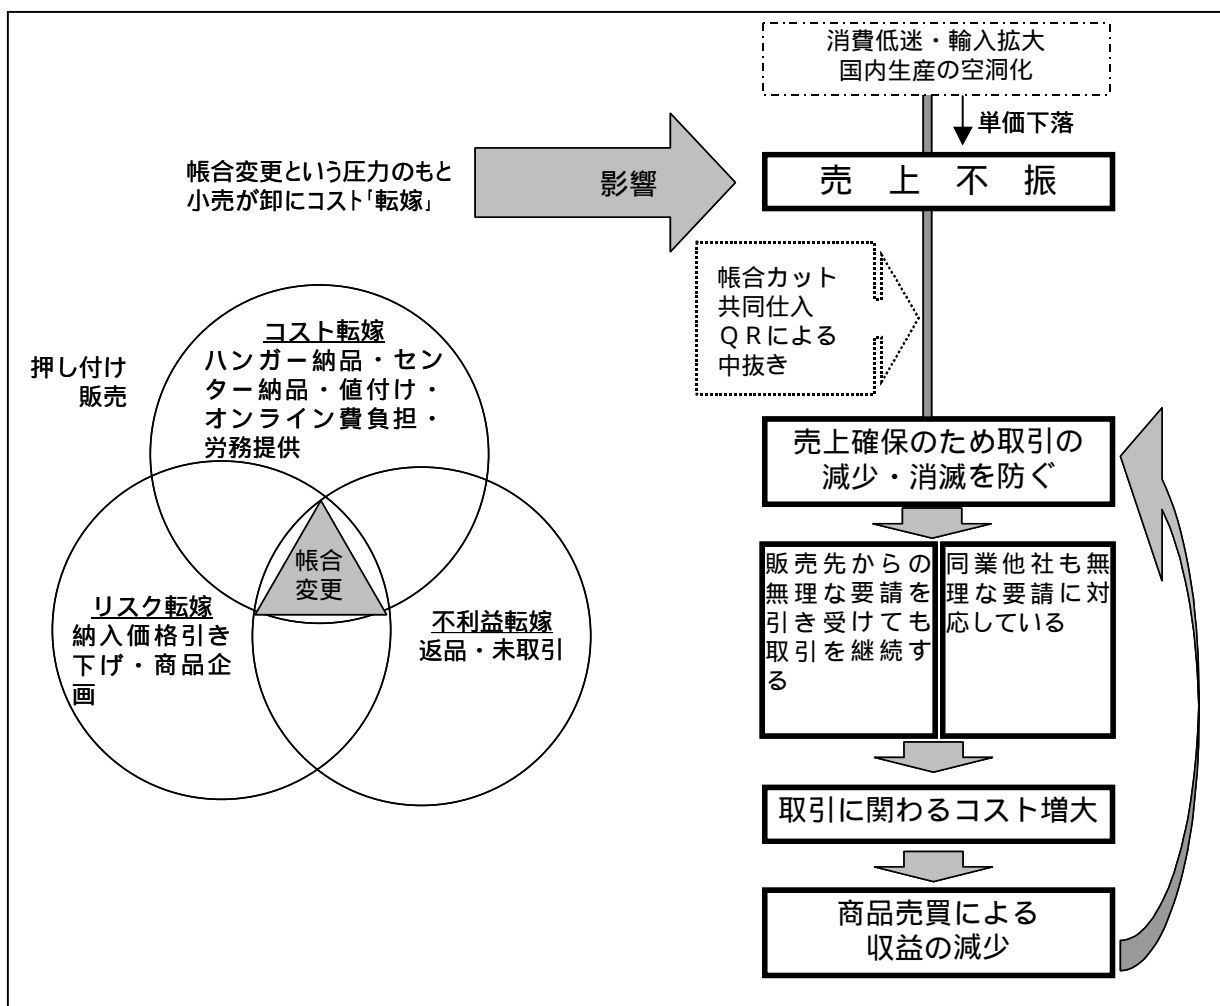 消費低迷・輸入拡大
国内生産の空洞化
単価下落
帳合変更という圧力のもと
小売が卸にコスト「転嫁」
影響
売上不振
帳合カット
共同仕入
ＱＲによる
中抜き
押し付け
販売
コスト転嫁
ハンガー納品・セン
ター納品・値付け・
オンライン費負担・
労務提供
帳合
変更
リスク転嫁
納入価格引き
下げ・商品企
画
不利益転嫁
返品・未取引
売上確保のため取引の
減少・消滅を防ぐ
販売先からの
無理な要請を
引き受けても
取引を継続す
る
同業他社も無
理な要請に対
応している
取引に関わるコスト増大
商品売買による
収益の減少